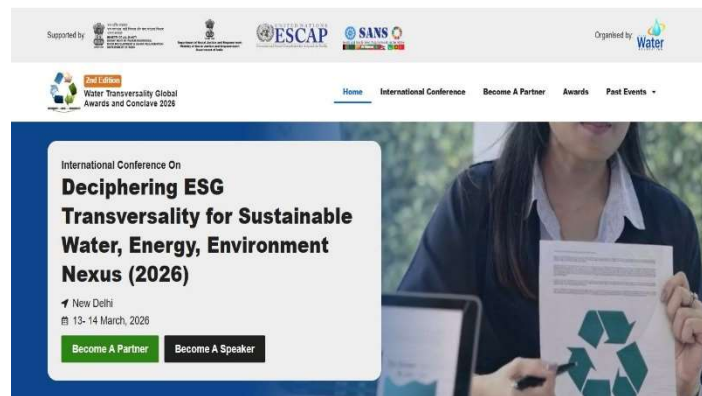 Supported by
UNITED NATIONS
ESCAP
SANS
Organised by:
Water
2nd Edition
Water Transversality Global
Awards and Conclave 2026
Home International Conference Become A Partner Awards Past Events
International Conference On
Deciphering ESG
Transversality for Sustainable
Water, Energy, Environment
Nexus (2026)
New Delhi
13- 14 March, 2026
Become A Partner Become A Speaker